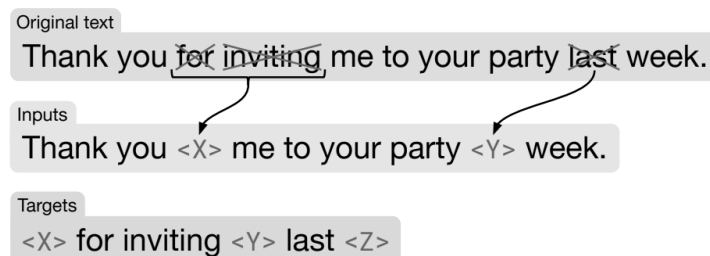 Original text
Thank you for inviting me to your party last week.
Inputs
Thank you <X> me to your party <Y> week.
Targets
<X> for inviting <Y> last <Z>